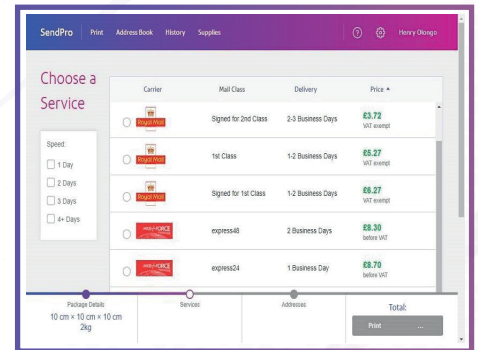 SendPro Print Address Book History Supplies ? Henry Olongo
Choose a
Service
Speed:
1 Day
2 Days
3 Days
4+ Days
Carrier Mail Class Delivery Price
Royal Mail Signed for 2nd Class 2-3 Business Days £3.72
VAT exempt
Royal Mail 1st Class 1-2 Business Days £5.27
VAT exempt
Royal Mail Signed for 1st Class 1-2 Business Days £6.27
VAT exempt
express48 2 Business Days £8.30
before VAT
express24 1 Business Day £8.70
before VAT
Package Details Services Addresses Total:
10 cm × 10 cm × 10 cm
2kg
Print ...